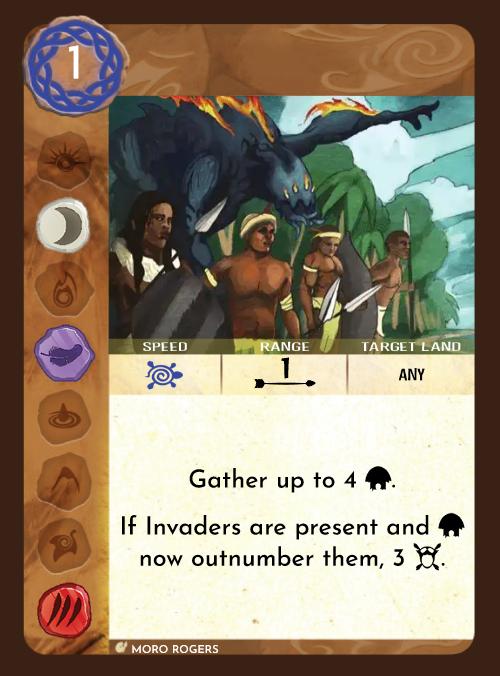 1
SPEED RANGE TARGET LAND
1 ANY
Gather up to 4 .
If Invaders are present and
now outnumber them, 3 .
MORO ROGERS